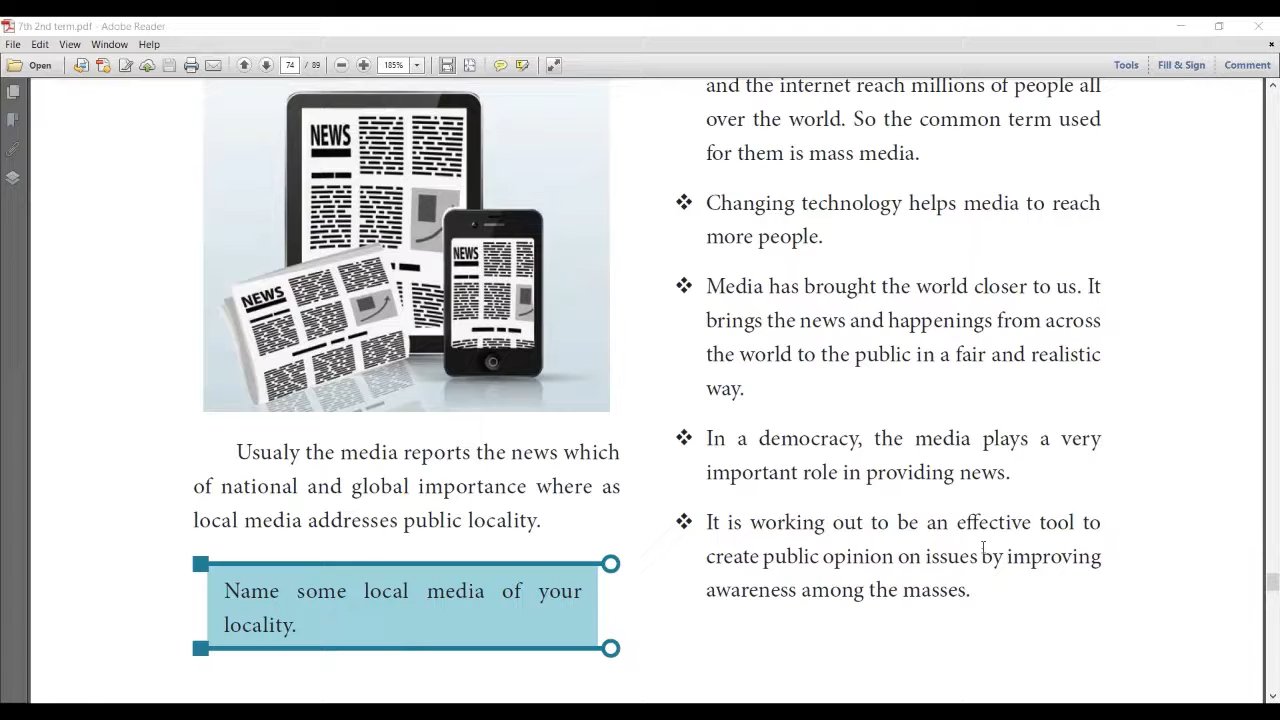 7th 2nd term.pdf - Adobe Reader
File Edit View Window Help
Open 74 / 89 185% Tools Fill & Sign Comment
NEWS
NEWS
NEWS
Usualy the media reports the news which
of national and global importance where as
local media addresses public locality.
Name some local media of your
locality.
and the internet reach millions of people all
over the world. So the common term used
for them is mass media.
❖ Changing technology helps media to reach
more people.
❖ Media has brought the world closer to us. It
brings the news and happenings from across
the world to the public in a fair and realistic
way.
❖ In a democracy, the media plays a very
important role in providing news.
❖ It is working out to be an effective tool to
create public opinion on issues by improving
awareness among the masses.